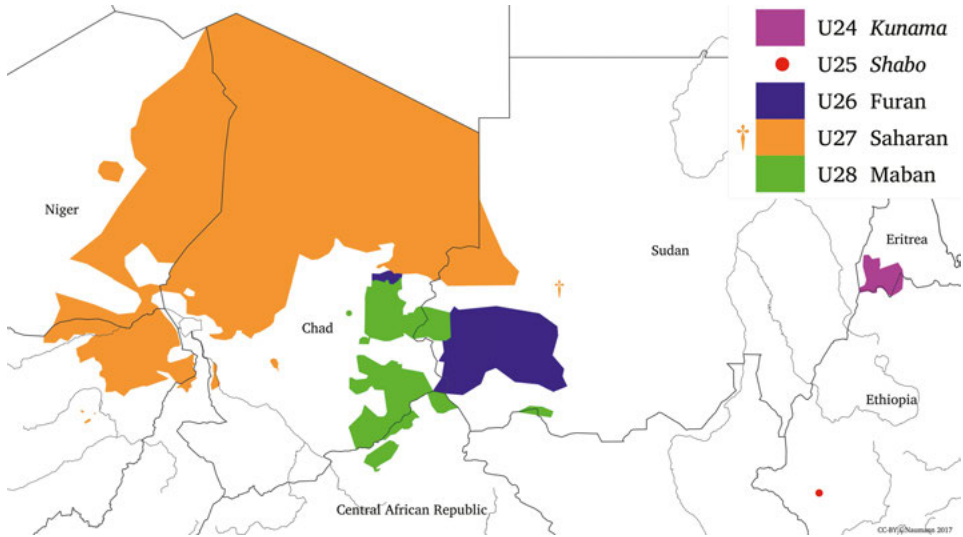 U24 Kunama
U25 Shabo
U26 Furan
† U27 Saharan
U28 Maban
Niger
Sudan
Eritrea
†
Chad
Ethiopia
Central African Republic
CC-BY Naumann 2017